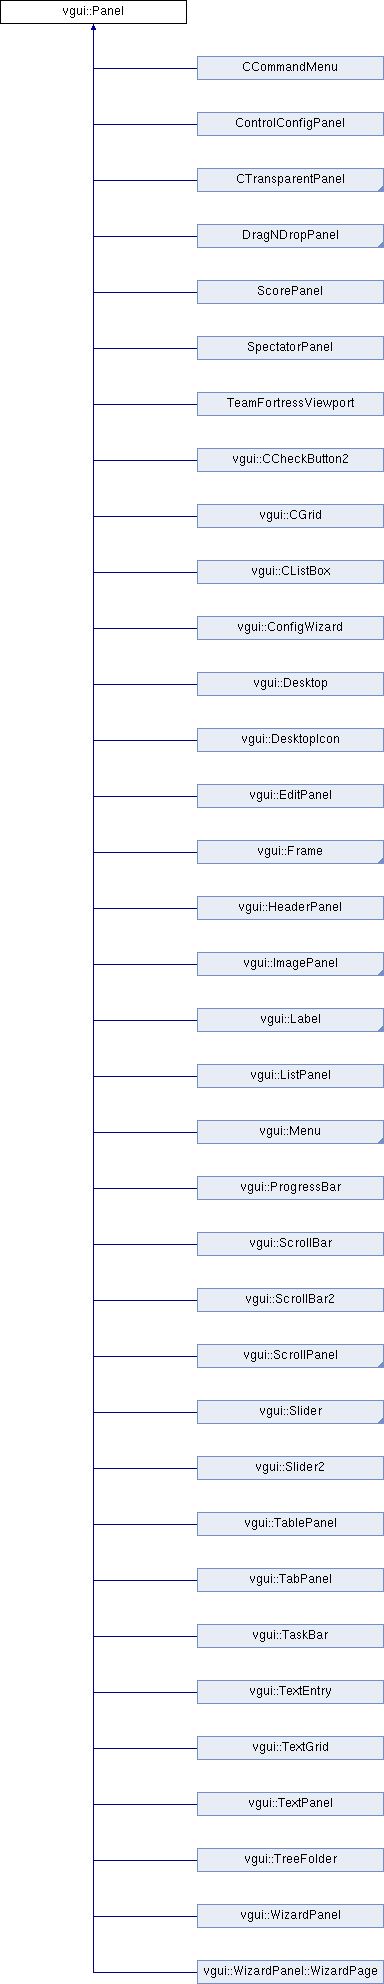 vgui::Panel
CCommandMenu
ControlConfigPanel
CTransparentPanel
DragNDropPanel
ScorePanel
SpectatorPanel
TeamFortressViewport
vgui::CCheckButton2
vgui::CGrid
vgui::CListBox
vgui::ConfigWizard
vgui::Desktop
vgui::DesktopIcon
vgui::EditPanel
vgui::Frame
vgui::HeaderPanel
vgui::ImagePanel
vgui::Label
vgui::ListPanel
vgui::Menu
vgui::ProgressBar
vgui::ScrollBar
vgui::ScrollBar2
vgui::ScrollPanel
vgui::Slider
vgui::Slider2
vgui::TablePanel
vgui::TabPanel
vgui::TaskBar
vgui::TextEntry
vgui::TextGrid
vgui::TextPanel
vgui::TreeFolder
vgui::WizardPanel
vgui::WizardPanel::WizardPage